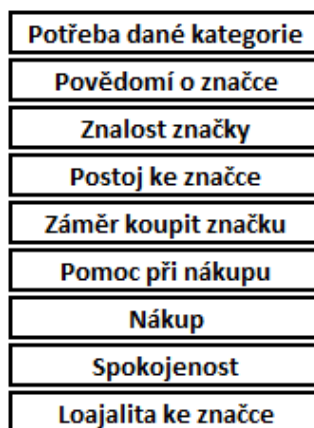 Potřeba dané kategorie
Povědomí o značce
Znalost značky
Postoj ke značce
Záměr koupit značku
Pomoc při nákupu
Nákup
Spokojenost
Loajalita ke značce